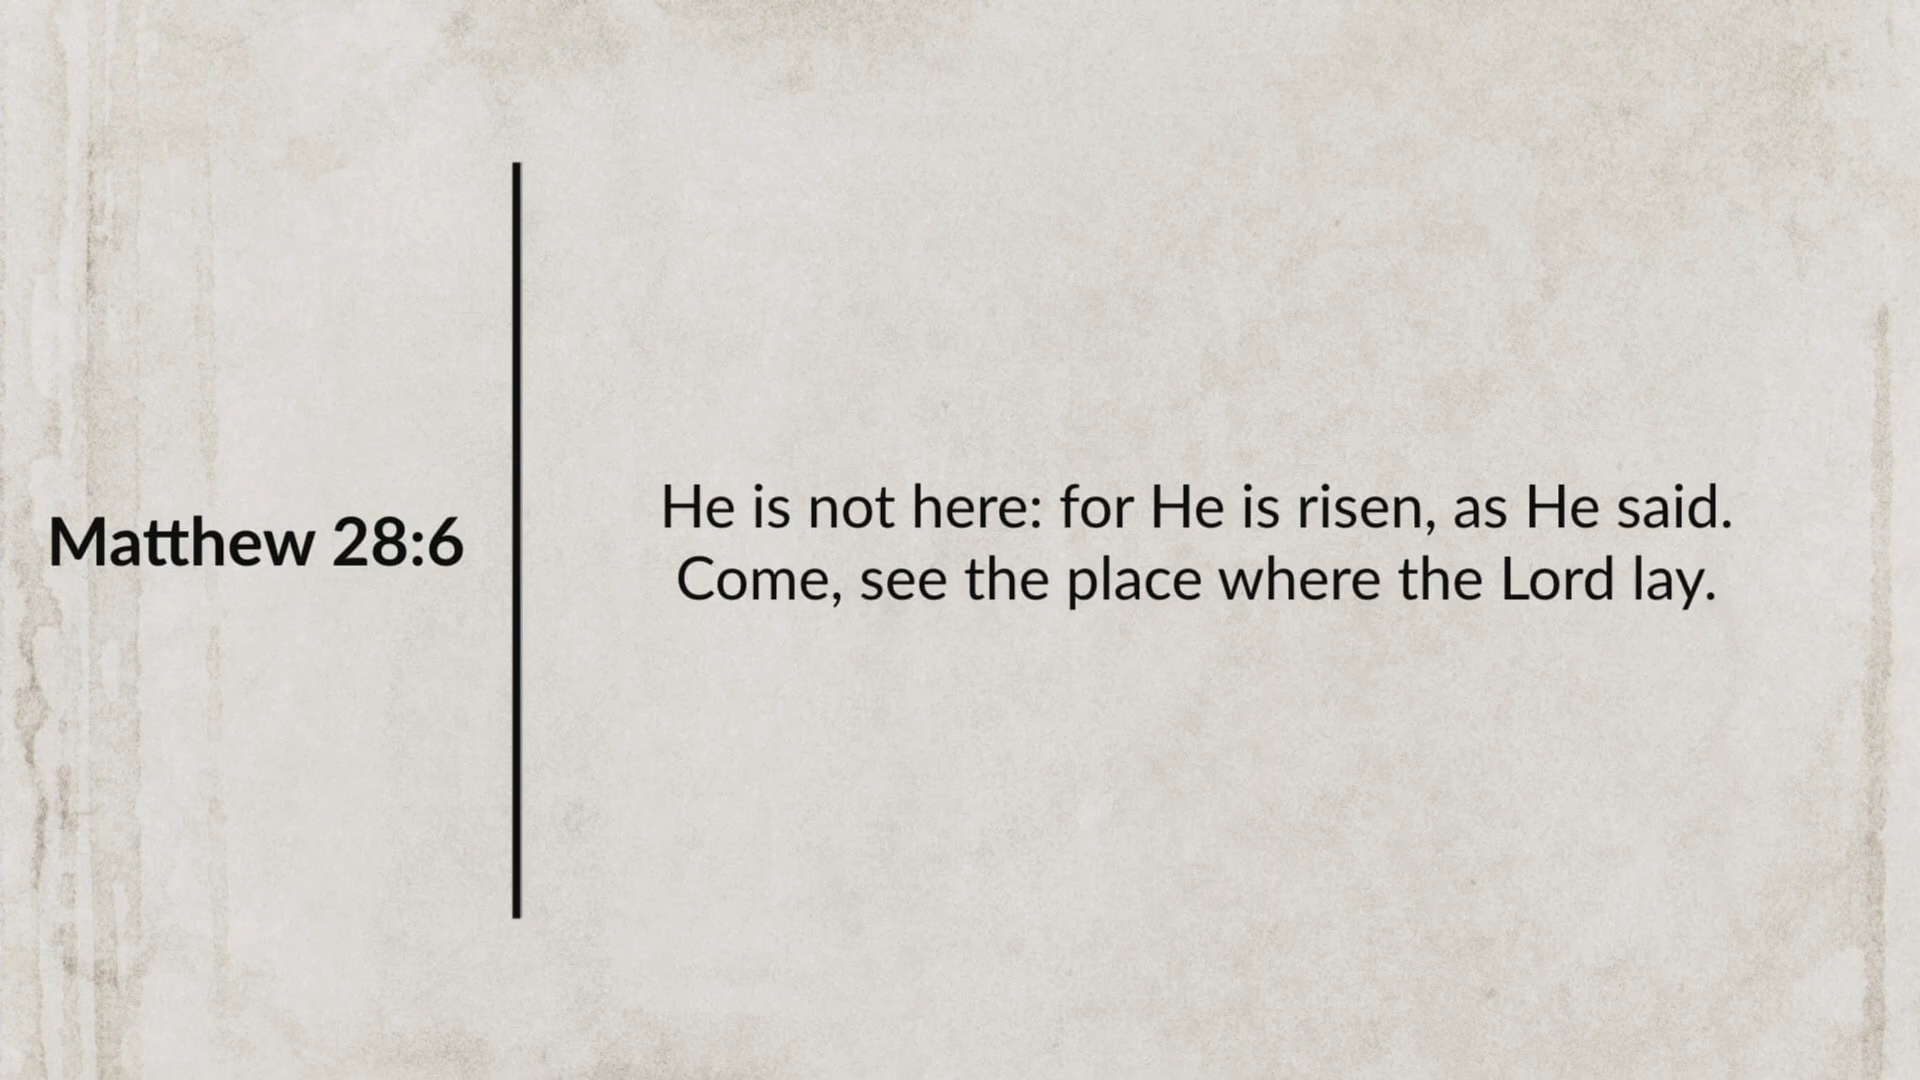 Matthew 28:6
He is not here: for He is risen, as He said.
Come, see the place where the Lord lay.